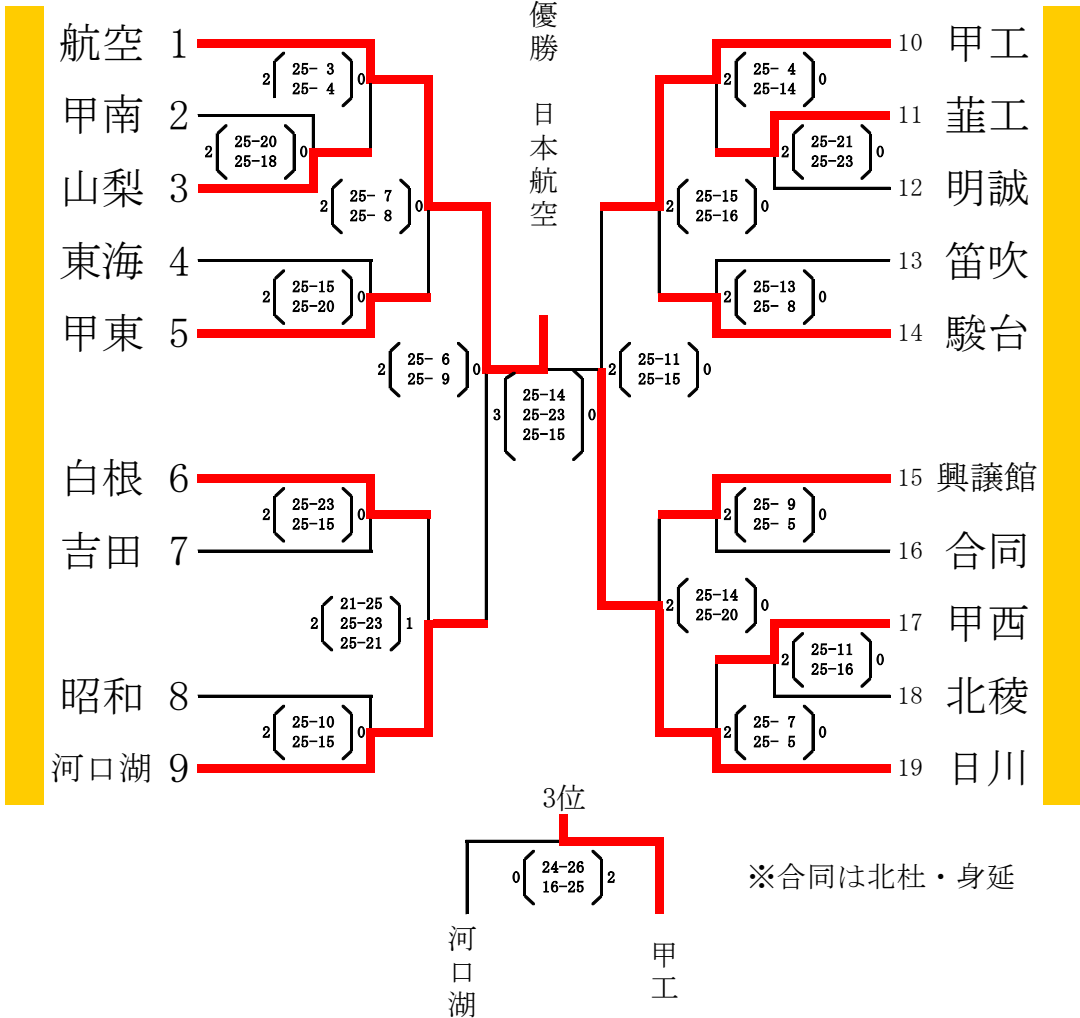 優勝 日本航空
航空 1
甲南 2
山梨 3
東海 4
甲東 5
白根 6
吉田 7
昭和 8
河口湖 9
2 25- 3 0
25- 4
2 25-20 0
25-18
2 25- 7 0
25- 8
2 25-15 0
25-20
2 25- 6 0
25- 9
2 25-23 0
25-15
2 21-25 1
25-23
25-21
2 25-10 0
25-15
3 25-14 0
25-23
25-15
10 甲工
11 韮工
12 明誠
13 笛吹
14 駿台
15 興譲館
16 合同
17 甲西
18 北稜
19 日川
2 25- 4 0
25-14
2 25-21 0
25-23
2 25-15 0
25-16
2 25-13 0
25- 8
2 25-11 0
25-15
2 25- 9 0
25- 5
2 25-14 0
25-20
2 25-11 0
25-16
2 25- 7 0
25- 5
3位
0 24-26 2
16-25
河口湖
甲工
※合同は北杜・身延